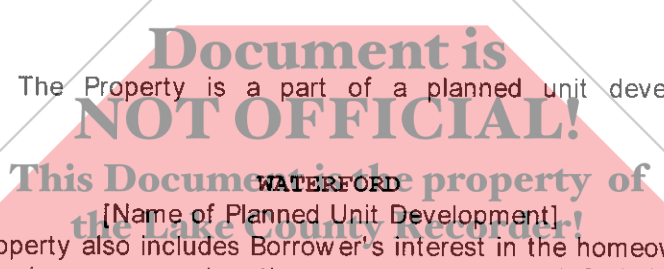 Document is
The Property is a part of a planned unit deve
NOT OFFICIAL!
This Document is the property of
WATERFORD
[Name of Planned Unit Development]
the Lake County Recorder!
operty also includes Borrower's interest in the homeow